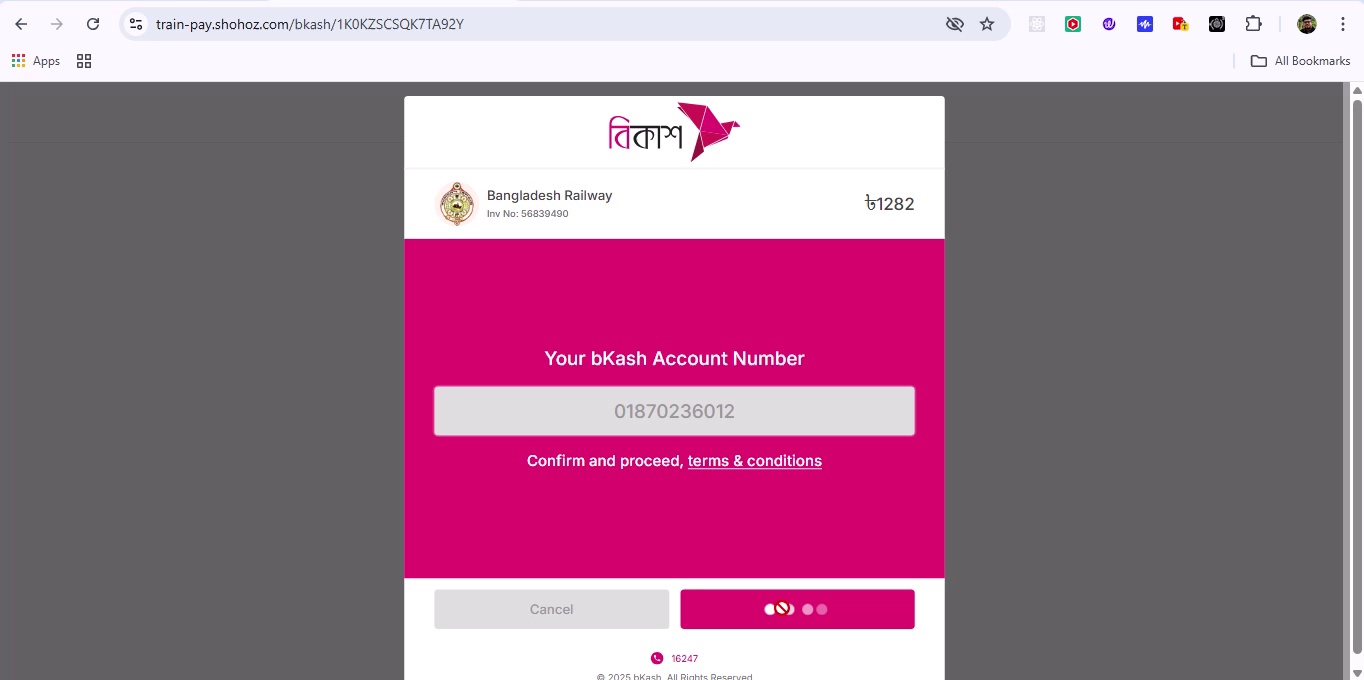 train-pay.shohoz.com/bkash/1K0KZSCSQK7TA92Y
Apps
All Bookmarks
বিকাশ
Bangladesh Railway
৳1282
Inv No: 56839490
Your bKash Account Number
01870236012
Confirm and proceed, terms & conditions
Cancel
16247
© 2025 bKash, All Rights Reserved